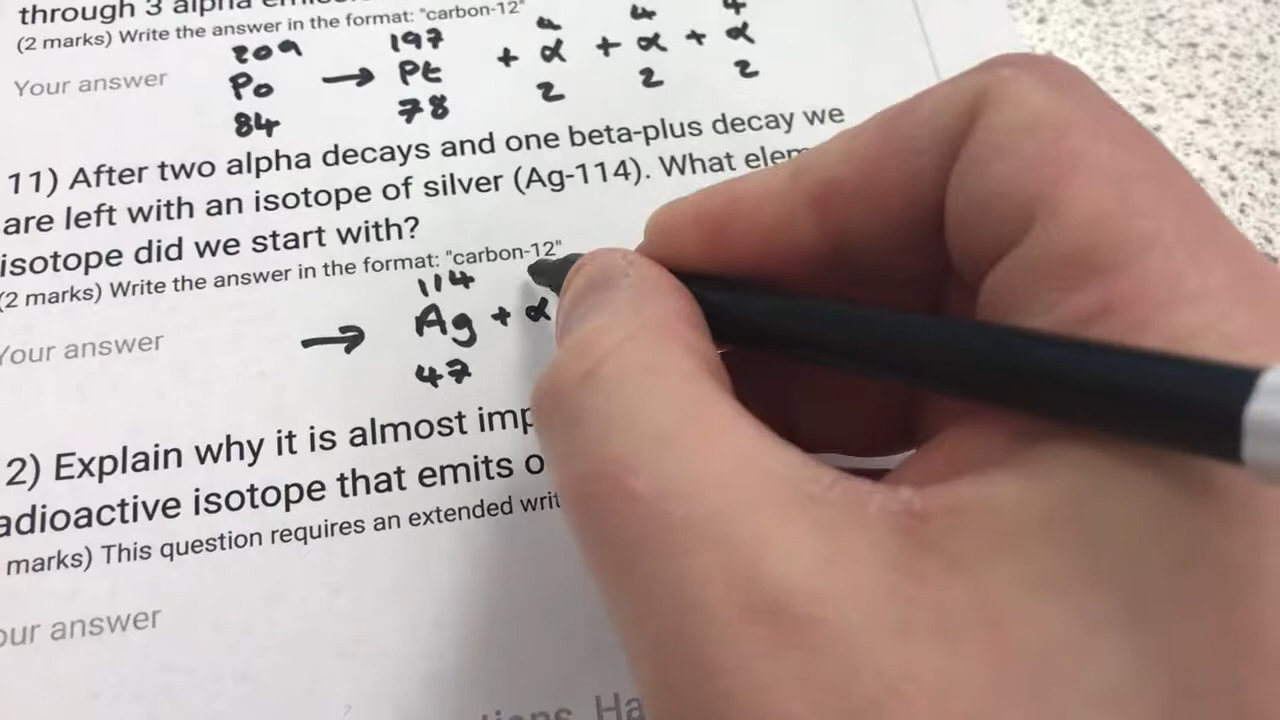 through 3 alpha
(2 marks) Write the answer in the format: "carbon-12"
209 197 4 4 4
Po → Pt + α + α + α
84 78 2 2 2
Your answer
11) After two alpha decays and one beta-plus decay we
are left with an isotope of silver (Ag-114). What
isotope did we start with?
(2 marks) Write the answer in the format: "carbon-12"
114
→ Ag + α
47
Your answer
2) Explain why it is almost
adioactive isotope that emits
marks) This question requires an extended
our answer